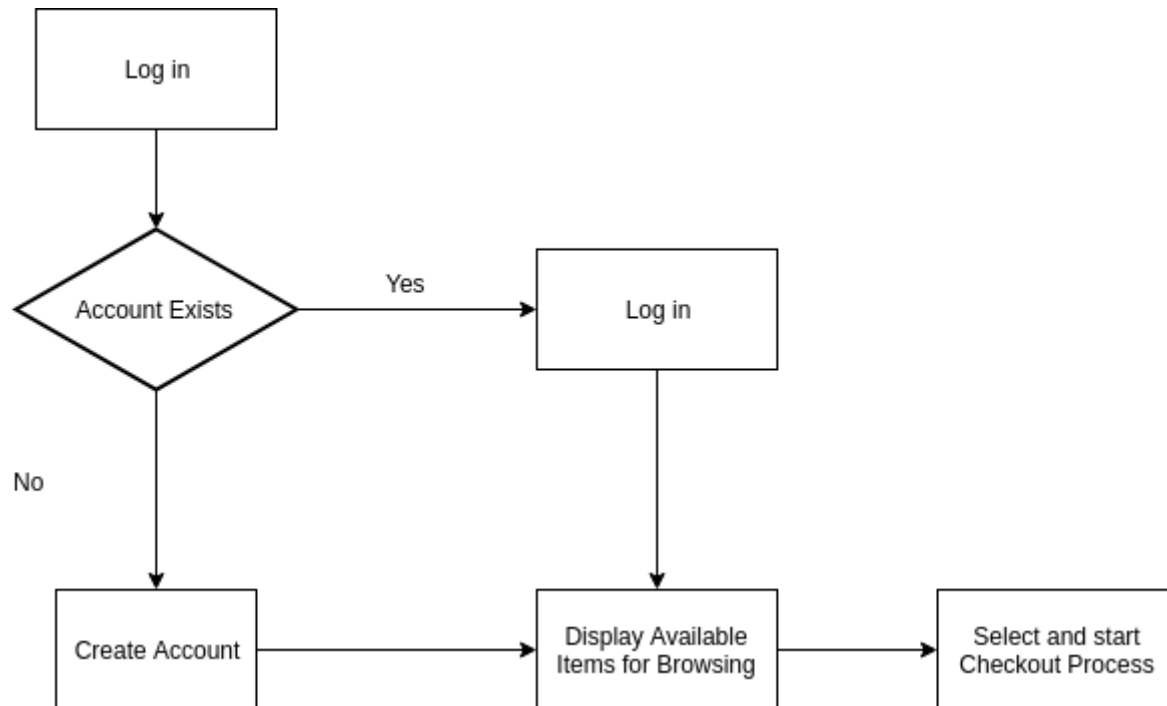 Log in
Yes
Account Exists
Log in
No
Create Account
Display Available
Items for Browsing
Select and start
Checkout Process